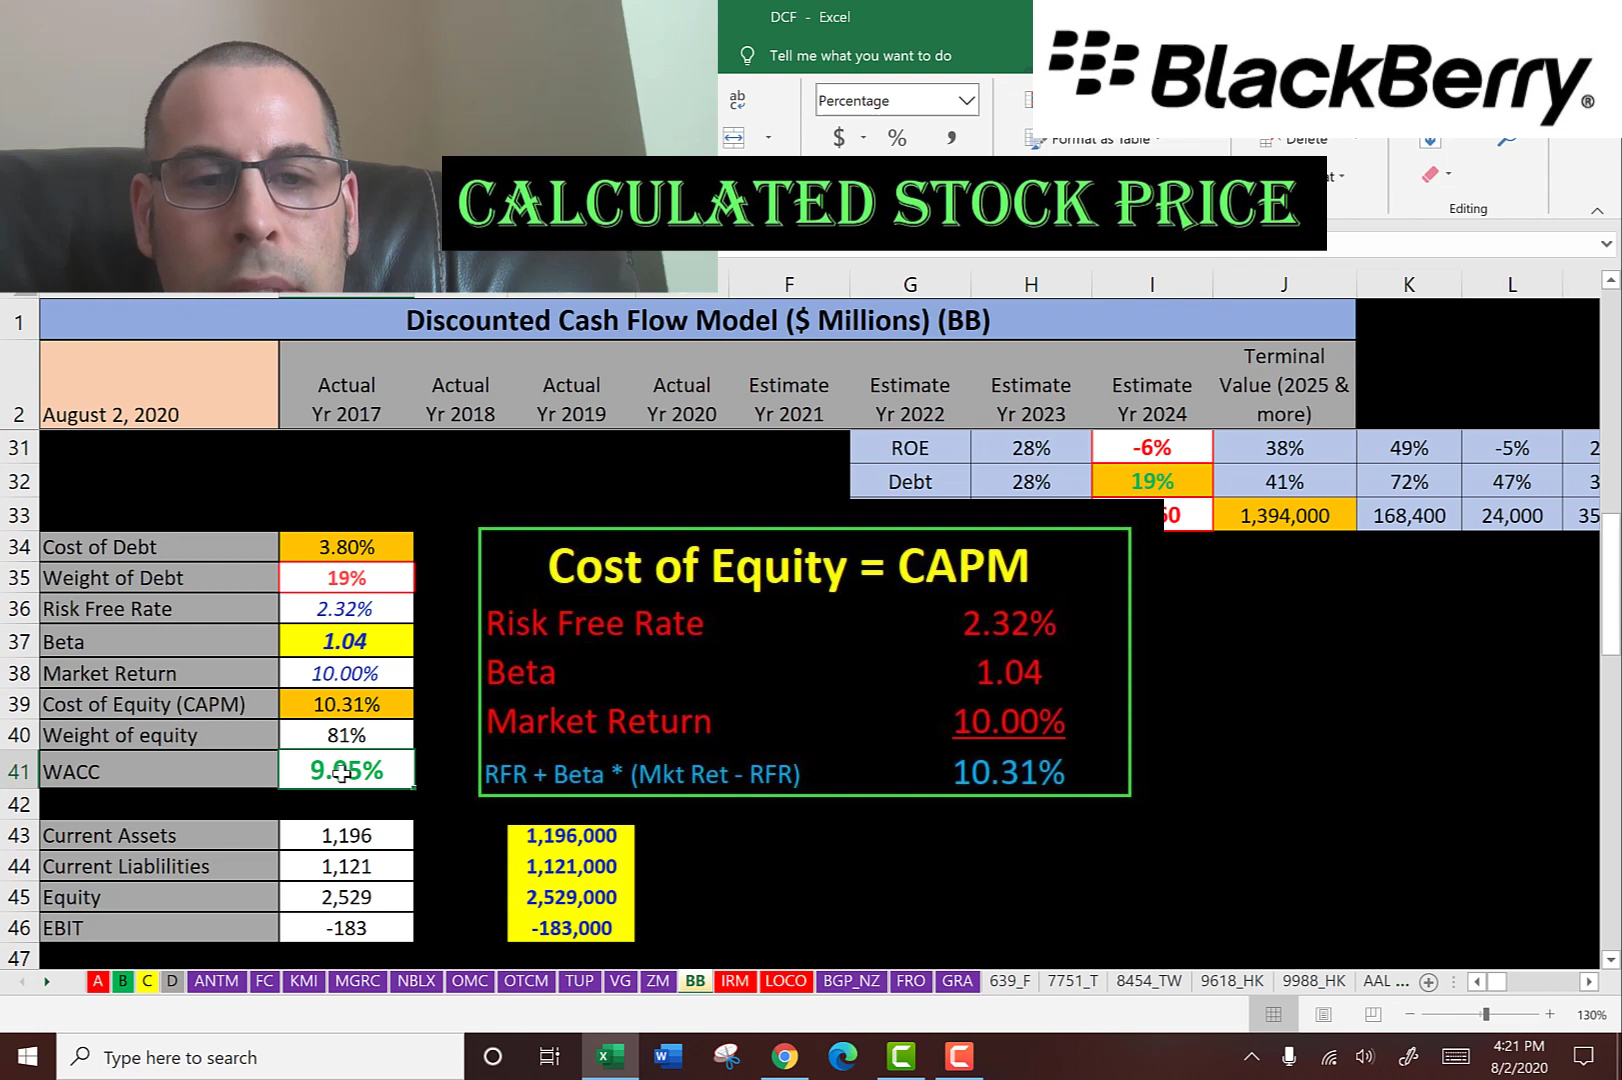 DCF - Excel
BlackBerry®
Tell me what you want to do
ab
c
Percentage
$ % ,
Format as Table
Delete
CALCULATED STOCK PRICE
Editing
F G H I J K L
1 Discounted Cash Flow Model ($ Millions) (BB)
2 August 2, 2020 Actual Yr 2017 Actual Yr 2018 Actual Yr 2019 Actual Yr 2020 Estimate Yr 2021 Estimate Yr 2022 Estimate Yr 2023 Estimate Yr 2024 Terminal Value (2025 & more)
31 ROE 28% -6% 38% 49% -5%
32 Debt 28% 19% 41% 72% 47%
33 1,394,000 168,400 24,000
34 Cost of Debt 3.80%
35 Weight of Debt 19%
36 Risk Free Rate 2.32%
37 Beta 1.04
38 Market Return 10.00%
39 Cost of Equity (CAPM) 10.31%
40 Weight of equity 81%
41 WACC
Cost of Equity = CAPM
Risk Free Rate 2.32%
Beta 1.04
Market Return 10.00%
RFR + Beta * (Mkt Ret - RFR) 10.31%
42
43 Current Assets 1,196 1,196,000
44 Current Liablilities 1,121 1,121,000
45 Equity 2,529 2,529,000
46 EBIT -183 -183,000
47
A B C D ANTM FC KMI MGRC NBLX OMC OTCM TUP VG ZM BB IRM LOCO BGP_NZ FRO GRA 639_F 7751_T 8454_TW 9618_HK 9988_HK AAL ...
130%
Type here to search
4:21 PM
8/2/2020